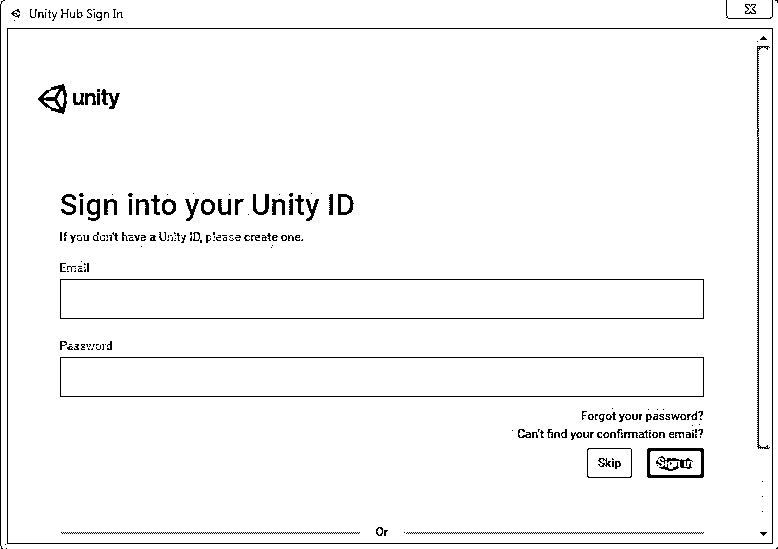 Unity Hub Sign In
unity
Sign into your Unity ID
If you don't have a Unity ID, please create one.
Email
Password
Forgot your password?
Can't find your confirmation email?
Skip
Sign in
Or